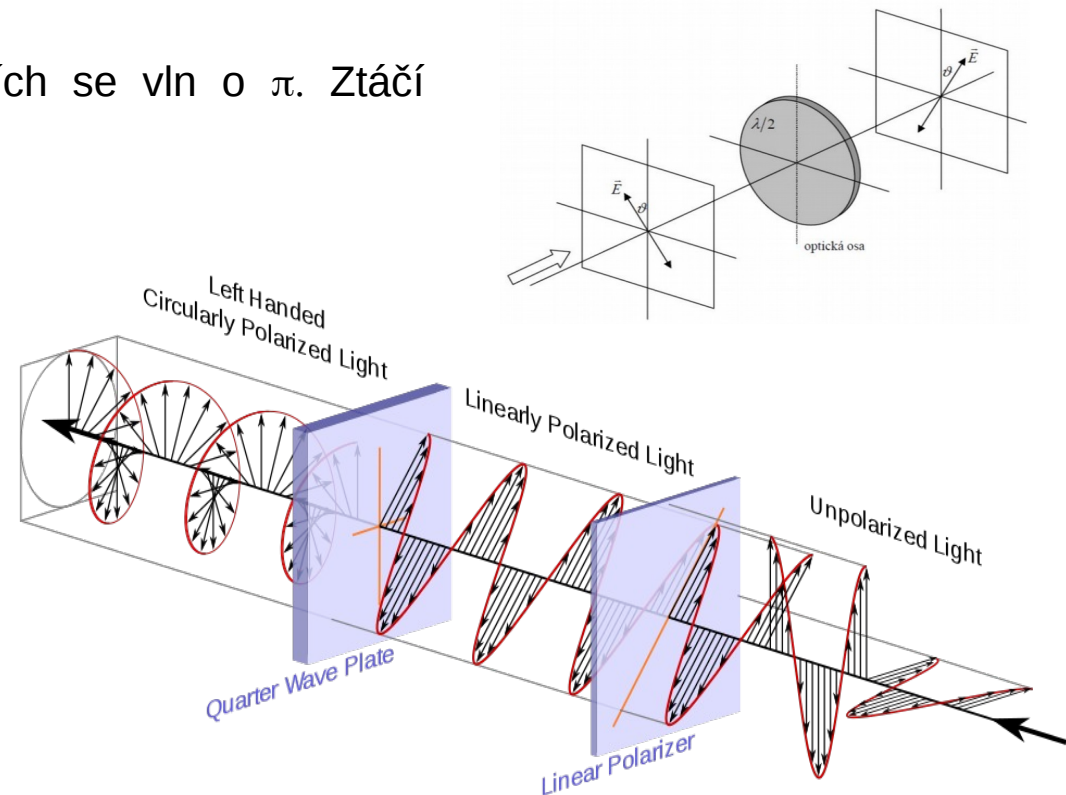 ích se vln o π. Ztáčí
E⃗
ϑ
λ/2
E⃗
ϑ
optická osa
Left Handed
Circularly Polarized Light
Linearly Polarized Light
Unpolarized Light
Quarter Wave Plate
Linear Polarizer